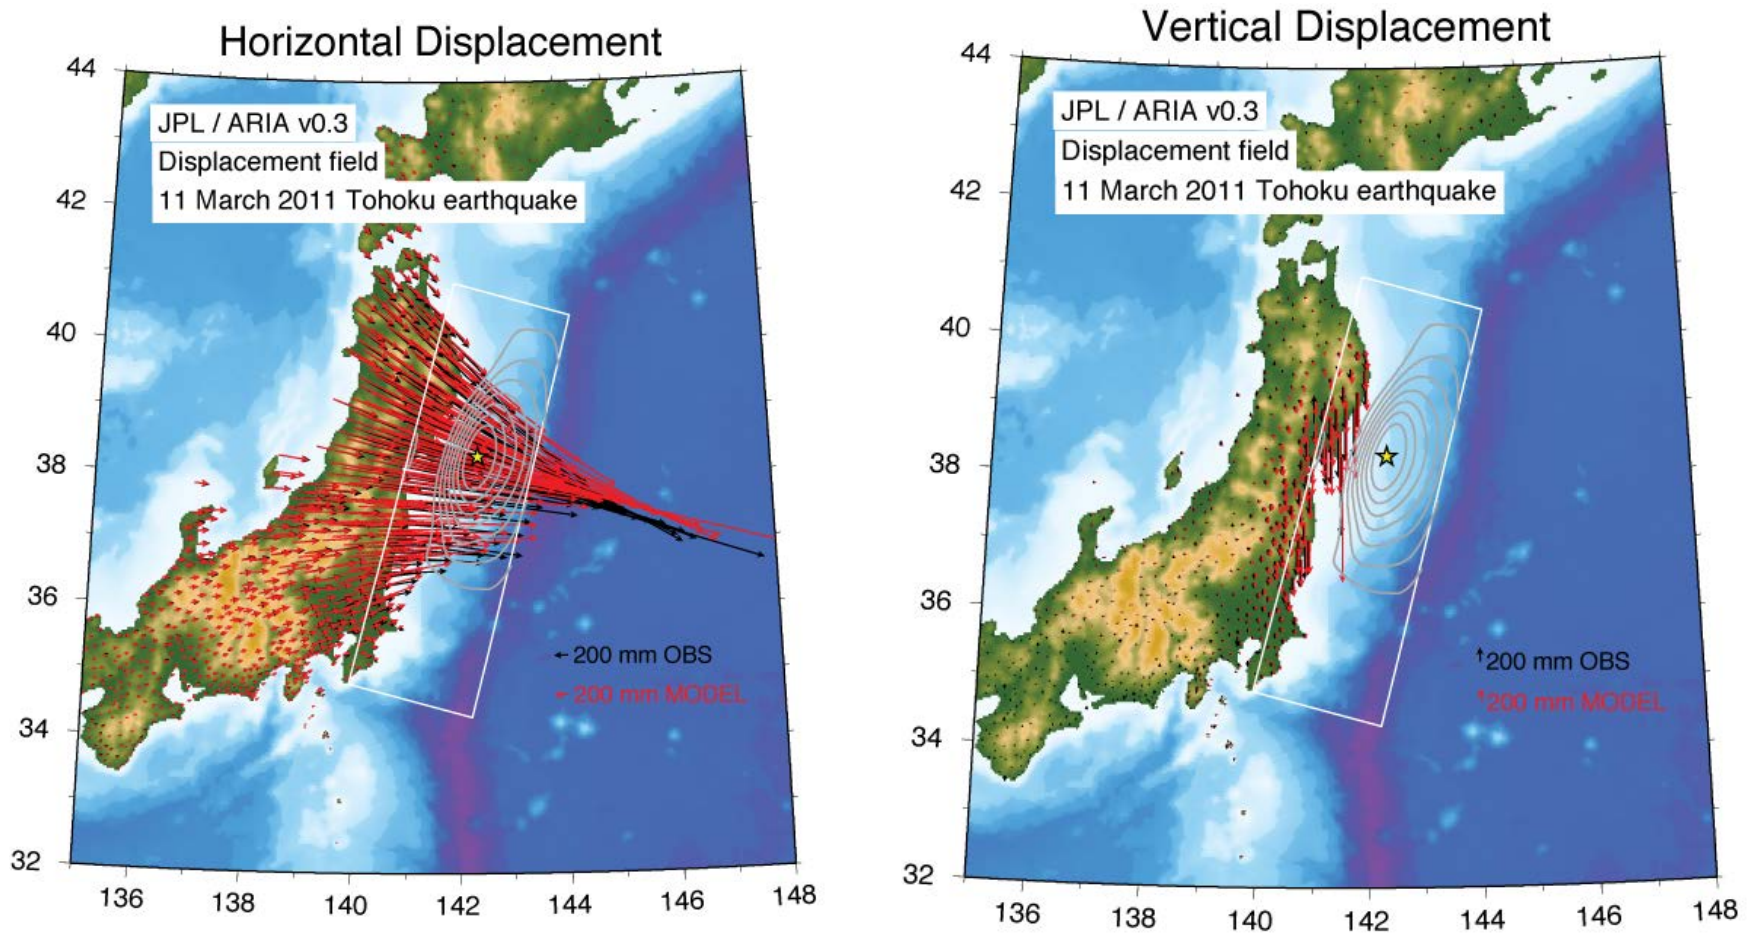 Horizontal Displacement
44
JPL / ARIA v0.3
Displacement field
11 March 2011 Tohoku earthquake
42
40
38
36
34
32
200 mm OBS
200 mm MODEL
136
138
140
142
144
146
148
Vertical Displacement
44
JPL / ARIA v0.3
Displacement field
11 March 2011 Tohoku earthquake
42
40
38
36
34
32
200 mm OBS
200 mm MODEL
136
138
140
142
144
146
148